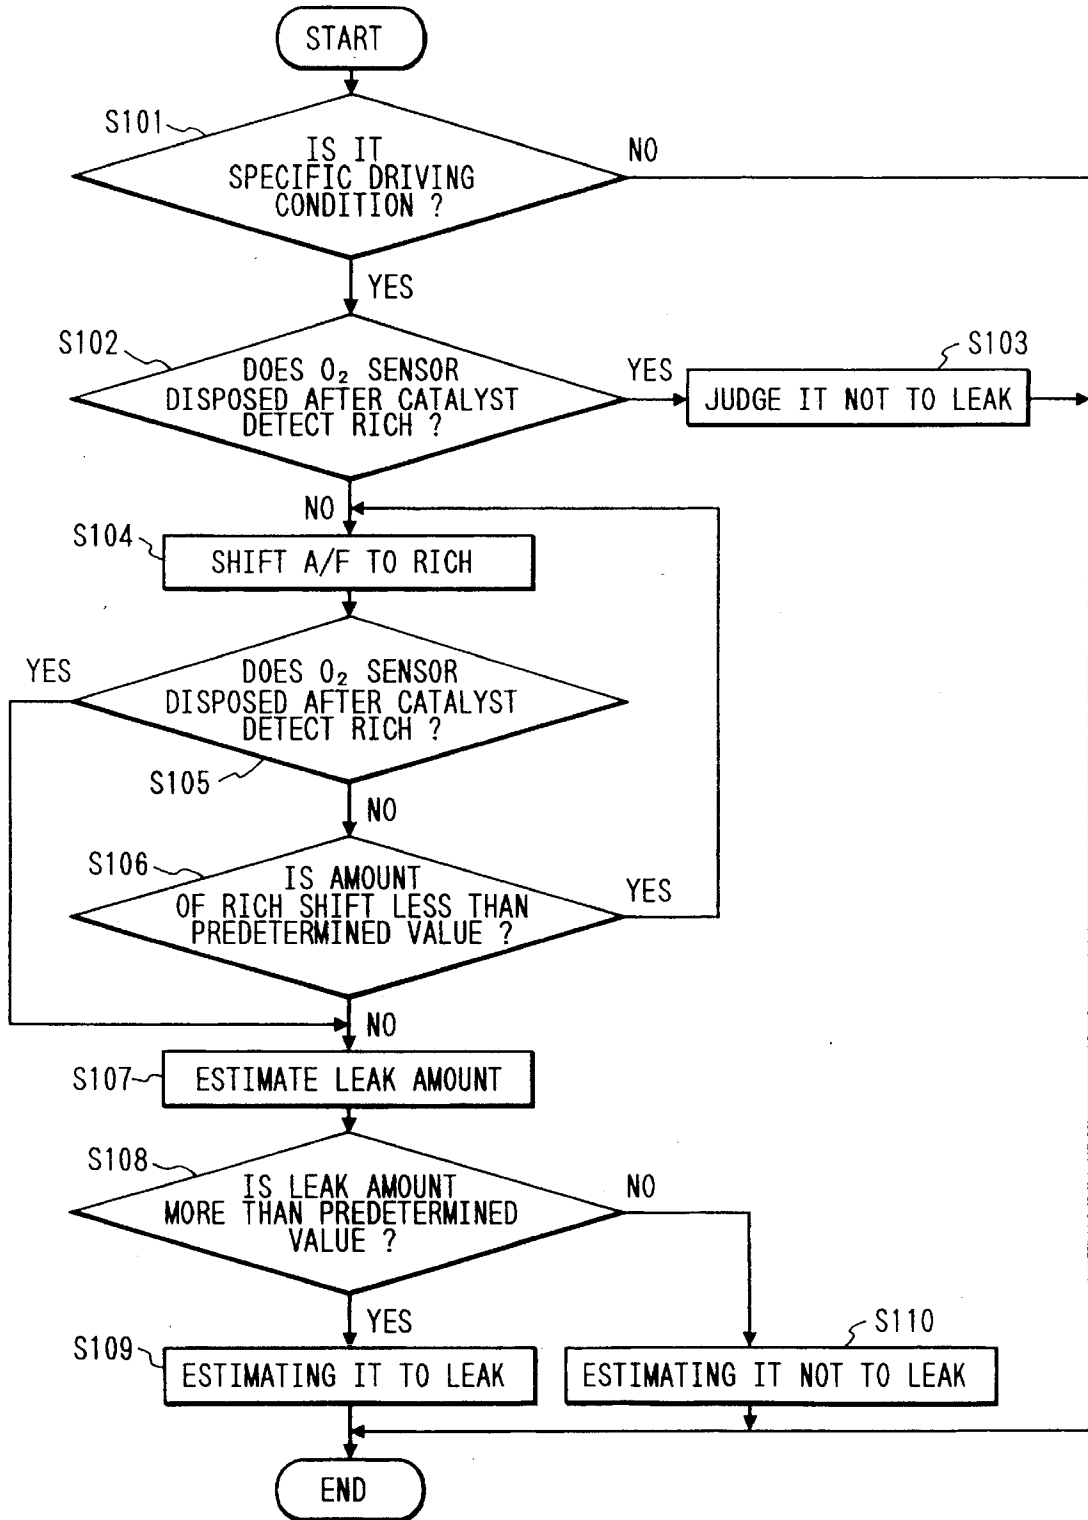 START
S101
IS IT
SPECIFIC DRIVING
CONDITION ?
NO
YES
S102
DOES O₂ SENSOR
DISPOSED AFTER CATALYST
DETECT RICH ?
YES
S103
JUDGE IT NOT TO LEAK
NO
S104
SHIFT A/F TO RICH
YES
DOES O₂ SENSOR
DISPOSED AFTER CATALYST
DETECT RICH ?
S105
NO
S106
IS AMOUNT
OF RICH SHIFT LESS THAN
PREDETERMINED VALUE ?
YES
NO
S107
ESTIMATE LEAK AMOUNT
S108
IS LEAK AMOUNT
MORE THAN PREDETERMINED
VALUE ?
NO
YES
S109
ESTIMATING IT TO LEAK
S110
ESTIMATING IT NOT TO LEAK
END